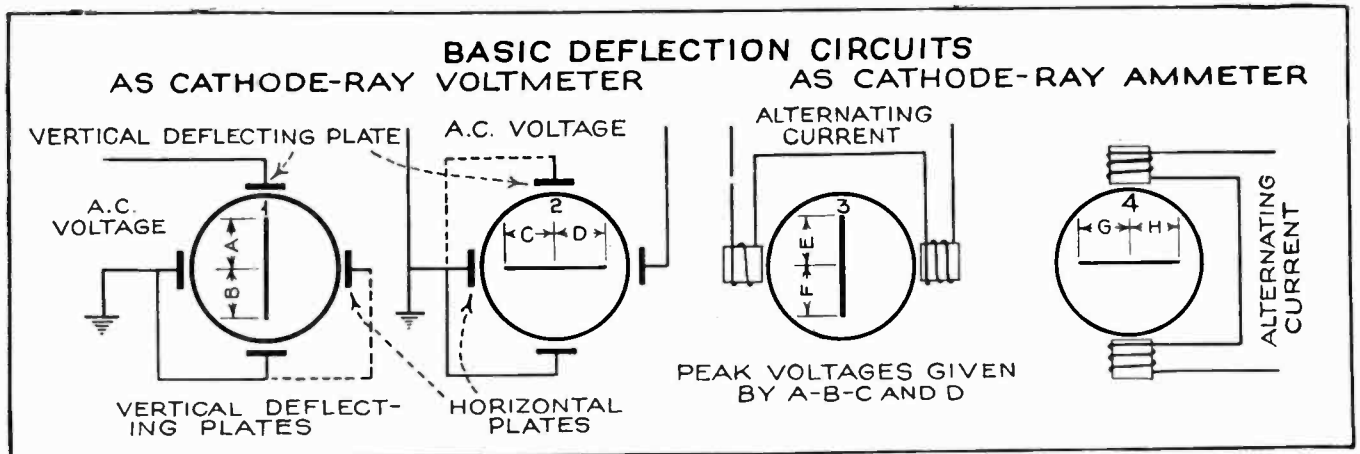 BASIC DEFLECTION CIRCUITS
AS CATHODE-RAY VOLTMETER
AS CATHODE-RAY AMMETER
VERTICAL DEFLECTING PLATE
A.C. VOLTAGE
ALTERNATING
CURRENT
A.C.
VOLTAGE
1
A
B
2
C D
3
E
F
4
G H
ALTERNATING
CURRENT
VERTICAL DEFLECT-
ING PLATES
HORIZONTAL
PLATES
PEAK VOLTAGES GIVEN
BY A-B-C AND D